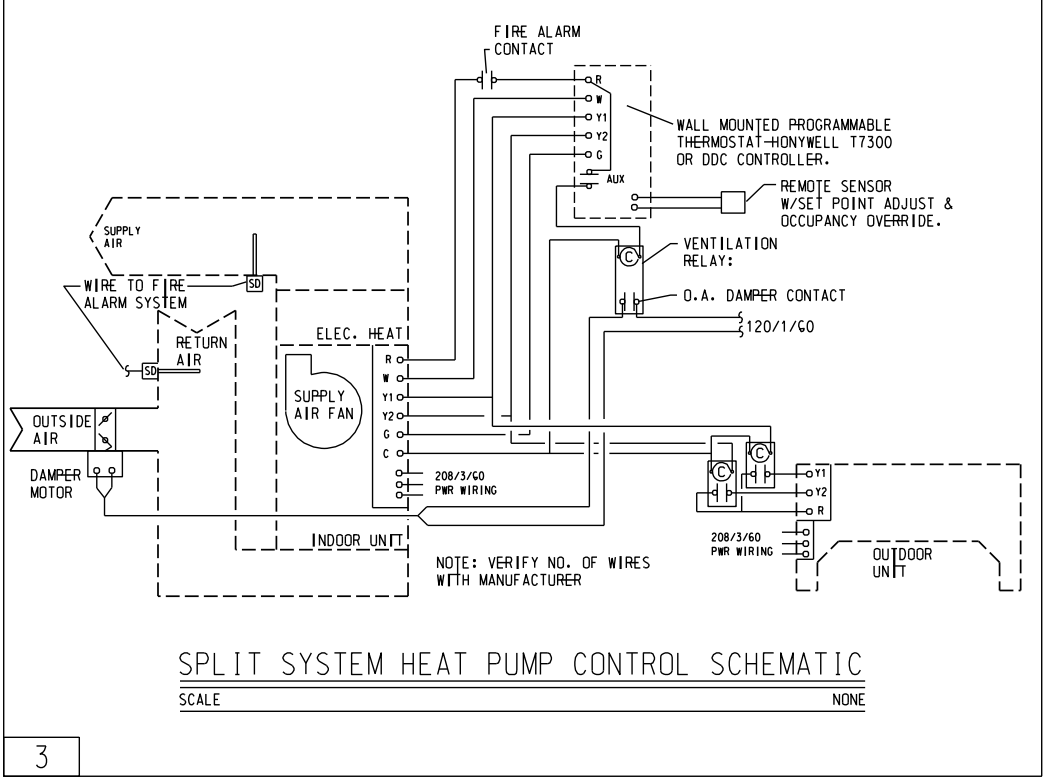 FIRE ALARM
CONTACT
R
W
Y1
Y2
G
AUX
WALL MOUNTED PROGRAMMABLE
THERMOSTAT-HONYWELL T7300
OR DDC CONTROLLER.
REMOTE SENSOR
W/SET POINT ADJUST &
OCCUPANCY OVERRIDE.
SUPPLY
AIR
C
VENTILATION
RELAY:
SD
WIRE TO FIRE
ALARM SYSTEM
O.A. DAMPER CONTACT
120/1/60
RETURN
AIR
ELEC. HEAT
SD
R
W
Y1
Y2
G
C
SUPPLY
AIR FAN
OUTSIDE
AIR
DAMPER
MOTOR
208/3/60
PWR WIRING
C
C
Y1
Y2
R
208/3/60
PWR WIRING
INDOOR UNIT
OUTDOOR
UNIT
NOTE: VERIFY NO. OF WIRES
WITH MANUFACTURER
SPLIT SYSTEM HEAT PUMP CONTROL SCHEMATIC
SCALE NONE
3